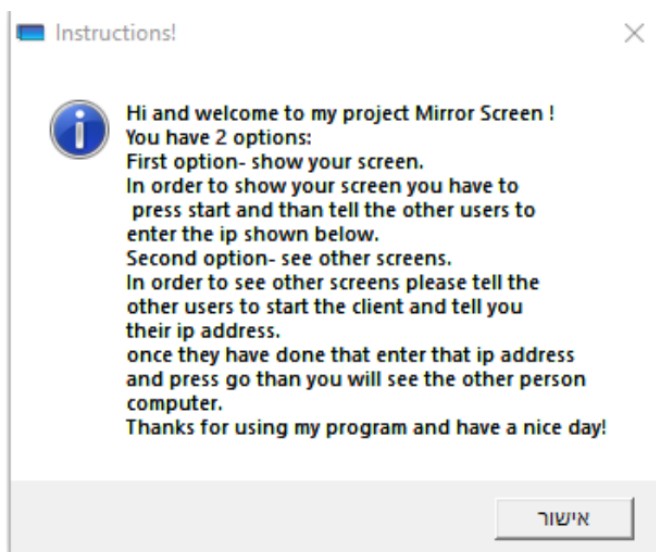 Instructions!
Hi and welcome to my project Mirror Screen !
You have 2 options:
First option- show your screen.
In order to show your screen you have to
press start and than tell the other users to
enter the ip shown below.
Second option- see other screens.
In order to see other screens please tell the
other users to start the client and tell you
their ip address.
once they have done that enter that ip address
and press go than you will see the other person
computer.
Thanks for using my program and have a nice day!
אישור